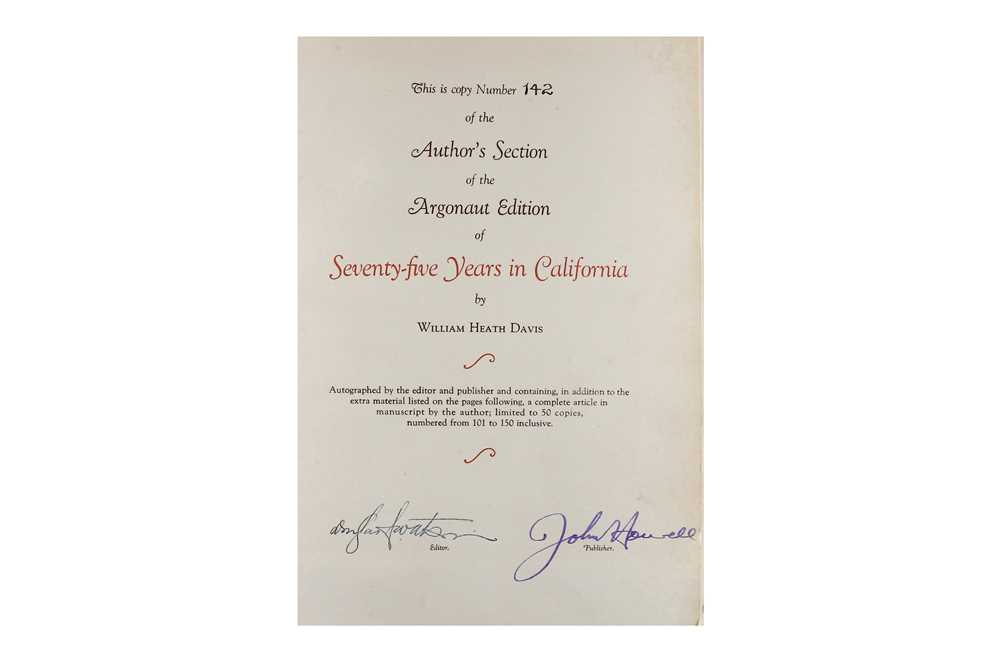 This is copy Number 142
of the
Author's Section
of the
Argonaut Edition
of
Seventy-five Years in California
by
William Heath Davis
Autographed by the editor and publisher and containing, in addition to the
extra material listed on the pages following, a complete article in
manuscript by the author; limited to 50 copies,
numbered from 101 to 150 inclusive.
Douglas S. Watson John Howell
Editor. Publisher.